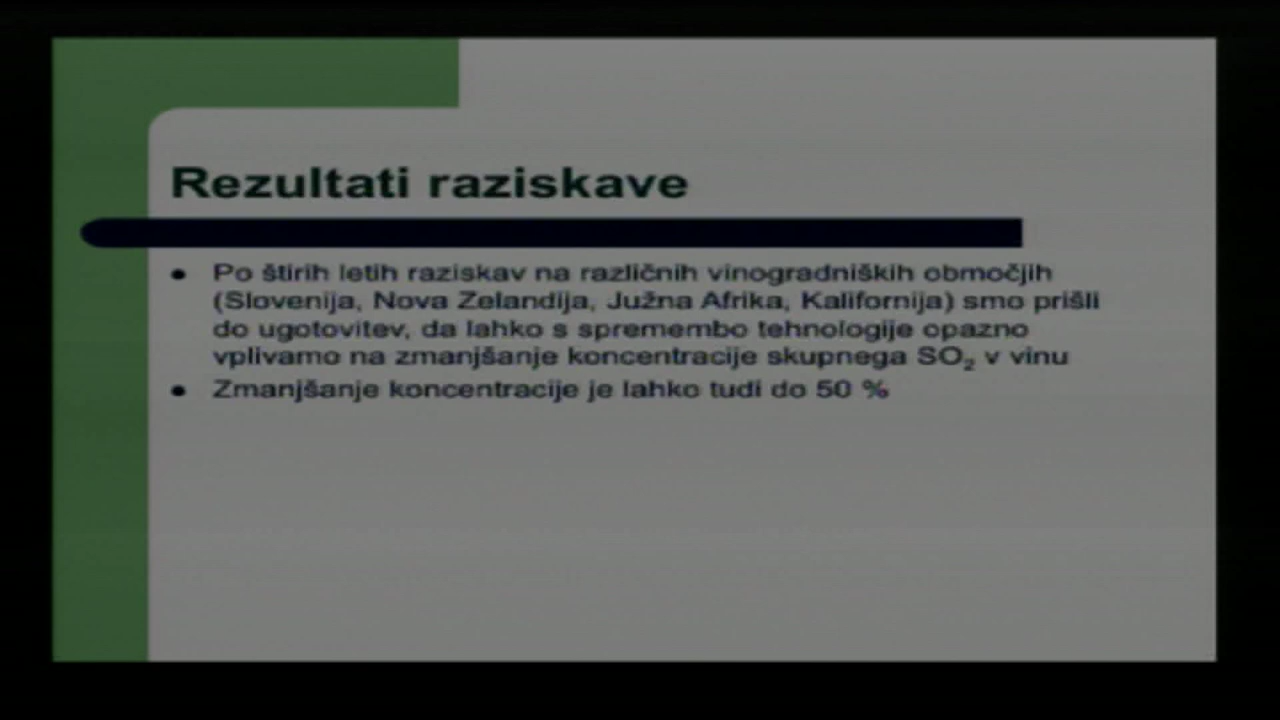 Rezultati raziskave
● Po štirih letih raziskav na različnih vinogradniških območjih
(Slovenija, Nova Zelandija, Južna Afrika, Kalifornija) smo prišli
do ugotovitev, da lahko s spremembo tehnologije opazno
vplivamo na zmanjšanje koncentracije skupnega SO₂ v vinu
● Zmanjšanje koncentracije je lahko tudi do 50 %